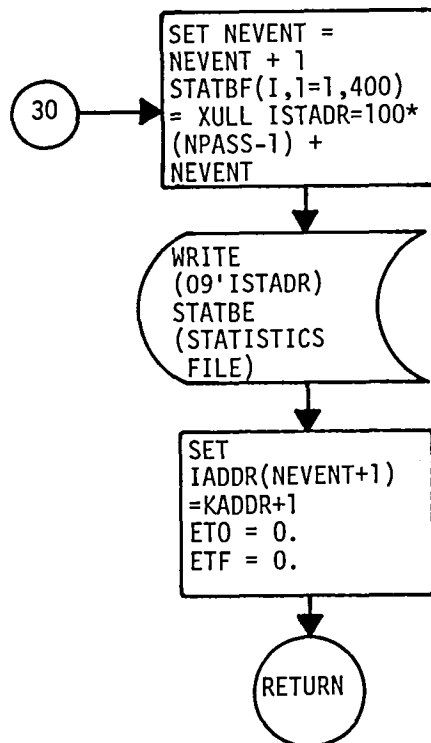 30
SET NEVENT =
NEVENT + 1
STATBF(I,1=1,400)
= XULL ISTADR=100*
(NPASS-1) +
NEVENT
WRITE
(09'ISTADR)
STATBE
(STATISTICS
FILE)
SET
IADDR(NEVENT+1)
=KADDR+1
ETO = 0.
ETF = 0.
RETURN